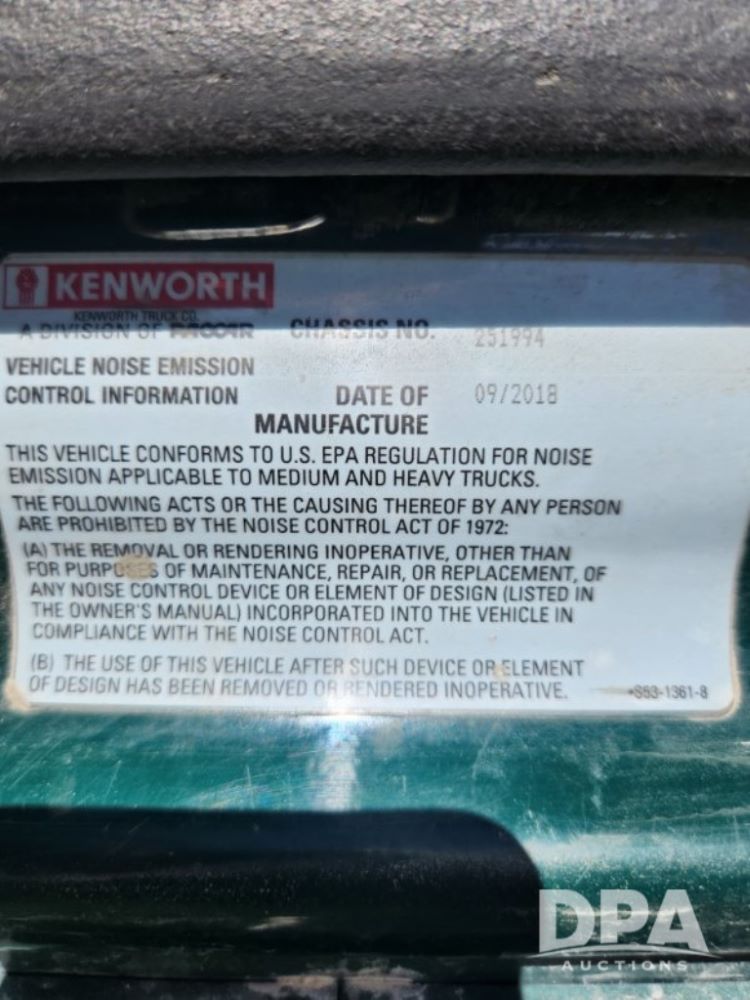 KENWORTH
KENWORTH TRUCK CO.
A DIVISION OF PACCAR CHASSIS NO. 251994
VEHICLE NOISE EMISSION
CONTROL INFORMATION DATE OF 09/2018
MANUFACTURE
THIS VEHICLE CONFORMS TO U.S. EPA REGULATION FOR NOISE
EMISSION APPLICABLE TO MEDIUM AND HEAVY TRUCKS.
THE FOLLOWING ACTS OR THE CAUSING THEREOF BY ANY PERSON
ARE PROHIBITED BY THE NOISE CONTROL ACT OF 1972:
(A) THE REMOVAL OR RENDERING INOPERATIVE, OTHER THAN
FOR PURPOSES OF MAINTENANCE, REPAIR, OR REPLACEMENT, OF
ANY NOISE CONTROL DEVICE OR ELEMENT OF DESIGN (LISTED IN
THE OWNER'S MANUAL) INCORPORATED INTO THE VEHICLE IN
COMPLIANCE WITH THE NOISE CONTROL ACT.
(B) THE USE OF THIS VEHICLE AFTER SUCH DEVICE OR ELEMENT
OF DESIGN HAS BEEN REMOVED OR RENDERED INOPERATIVE. •S53-1361-8
DPA
AUCTIONS